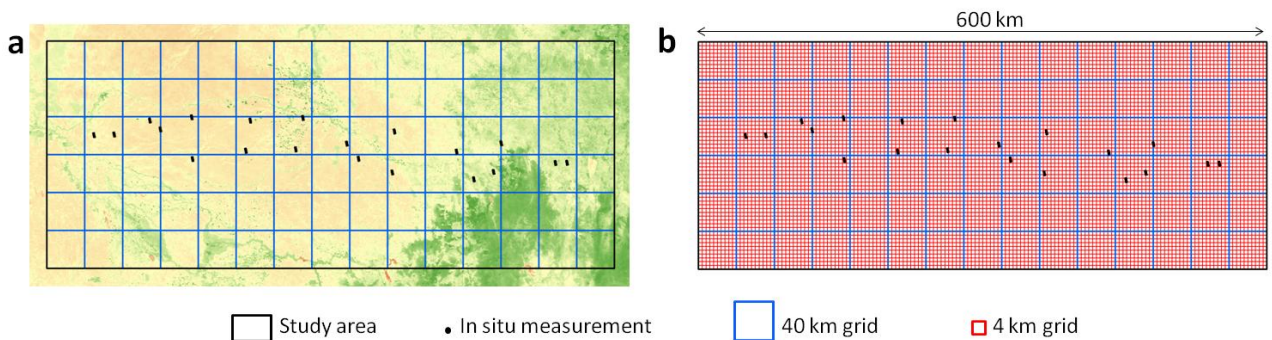 a
b
600 km
Study area
In situ measurement
40 km grid
4 km grid